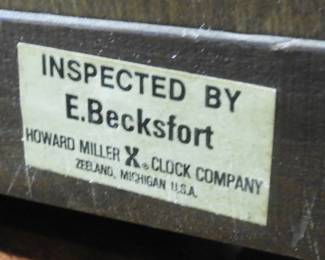 INSPECTED BY
E.Becksfort
HOWARD MILLER X® CLOCK COMPANY
ZEELAND, MICHIGAN U.S.A.